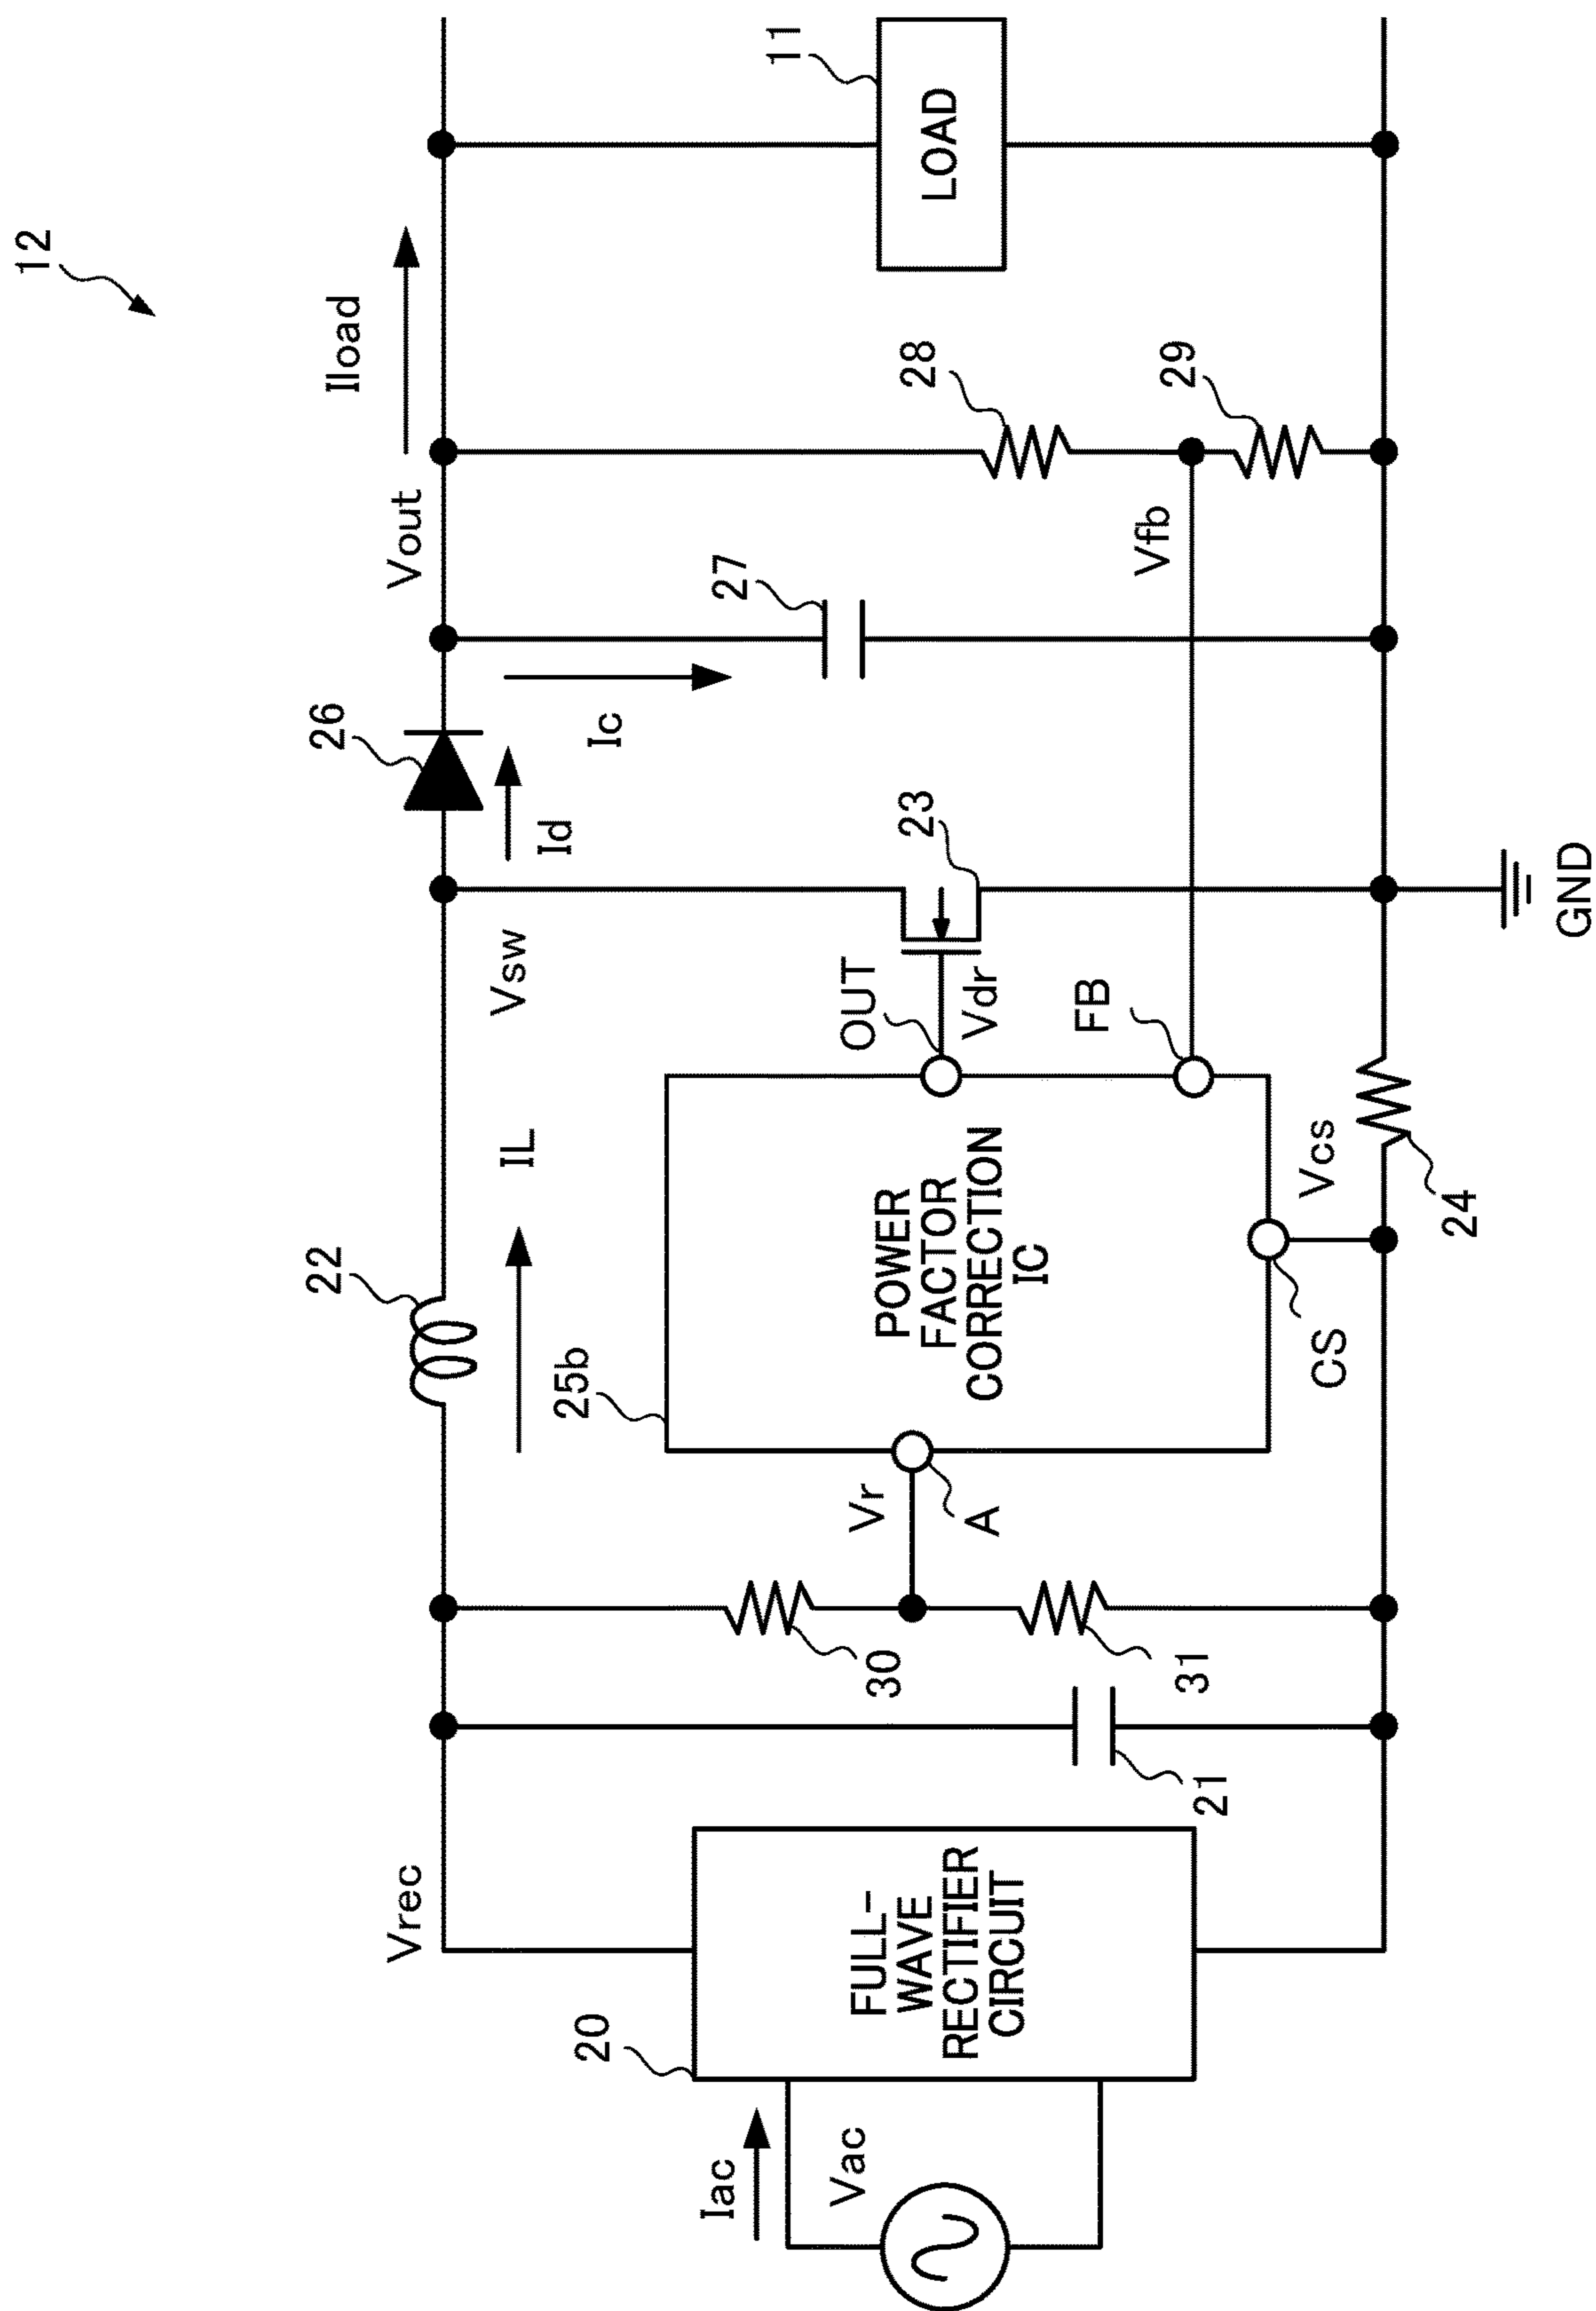 12
Iload
Vout
26
Id
Ic
27
Vsw
IL
22
Vrec
11
LOAD
28
29
Vfb
23
OUT
Vdr
FB
25b
POWER
FACTOR
CORRECTION
IC
Vr
A
CS
Vcs
24
GND
30
31
21
20
FULL-
WAVE
RECTIFIER
CIRCUIT
Iac
Vac